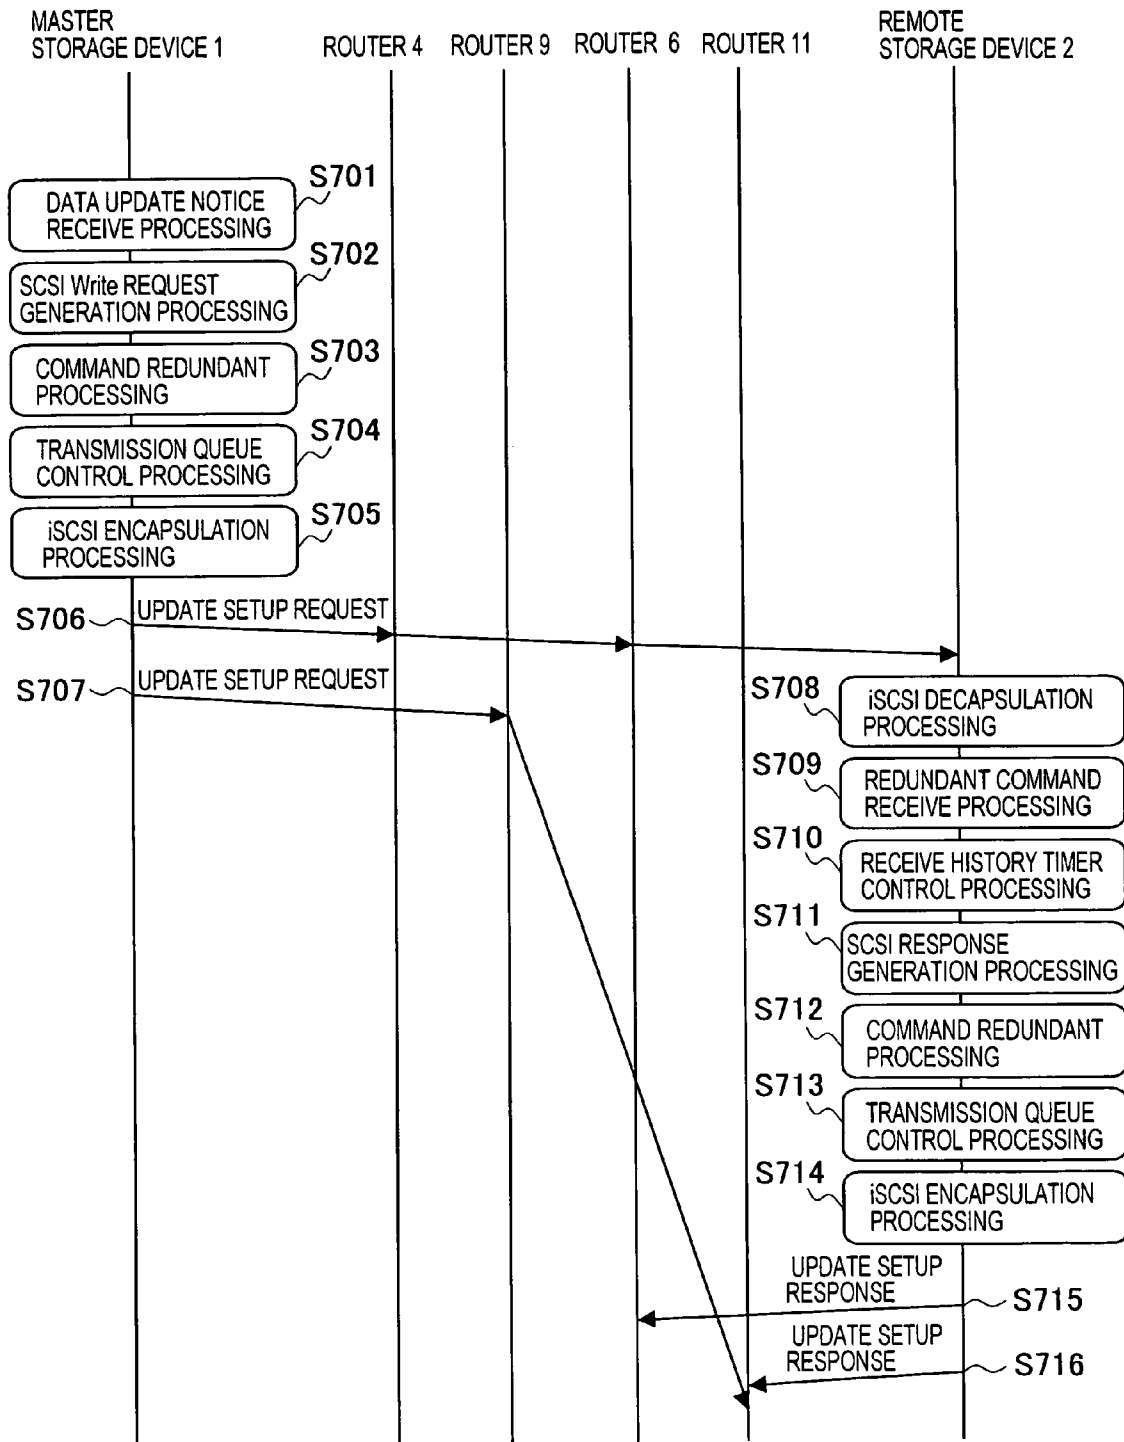 MASTER
STORAGE DEVICE 1
ROUTER 4
ROUTER 9
ROUTER 6
ROUTER 11
REMOTE
STORAGE DEVICE 2
S701
DATA UPDATE NOTICE
RECEIVE PROCESSING
S702
SCSI Write REQUEST
GENERATION PROCESSING
S703
COMMAND REDUNDANT
PROCESSING
S704
TRANSMISSION QUEUE
CONTROL PROCESSING
S705
iSCSI ENCAPSULATION
PROCESSING
S706
UPDATE SETUP REQUEST
S707
UPDATE SETUP REQUEST
S708
iSCSI DECAPSULATION
PROCESSING
S709
REDUNDANT COMMAND
RECEIVE PROCESSING
S710
RECEIVE HISTORY TIMER
CONTROL PROCESSING
S711
SCSI RESPONSE
GENERATION PROCESSING
S712
COMMAND REDUNDANT
PROCESSING
S713
TRANSMISSION QUEUE
CONTROL PROCESSING
S714
iSCSI ENCAPSULATION
PROCESSING
UPDATE SETUP
RESPONSE
S715
UPDATE SETUP
RESPONSE
S716